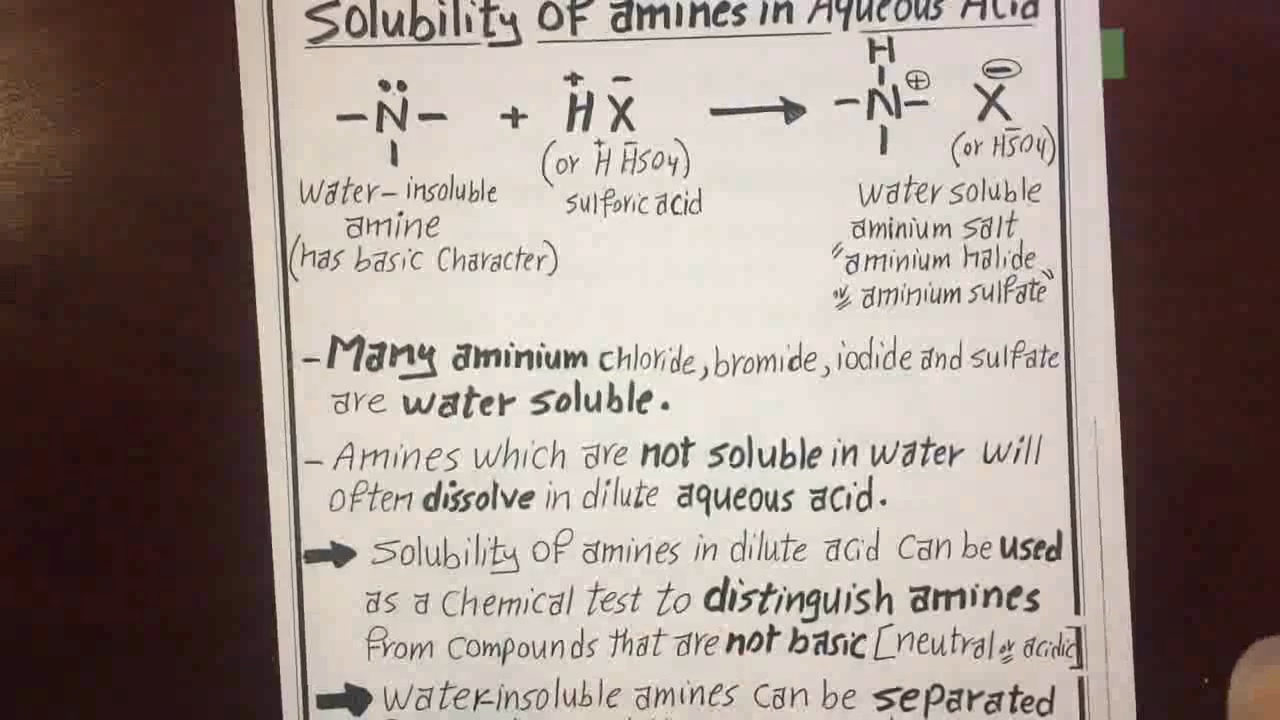 Solubility of amines in Aqueous Acid
–N̈– + H⁺ X⁻ → –N⊕– X⊖
H
(or H⁺ HSO4⁻) (or HSO4⁻)
water-insoluble
amine
(has basic Character)
sulforic acid
water soluble
aminium salt
"aminium halide
or aminium sulfate"
– Many aminium chloride, bromide, iodide and sulfate
are water soluble.
– Amines which are not soluble in water will
often dissolve in dilute aqueous acid.
➡ Solubility of amines in dilute acid can be used
as a chemical test to distinguish amines
from compounds that are not basic [neutral or acidic]
➡ Water-insoluble amines can be separated